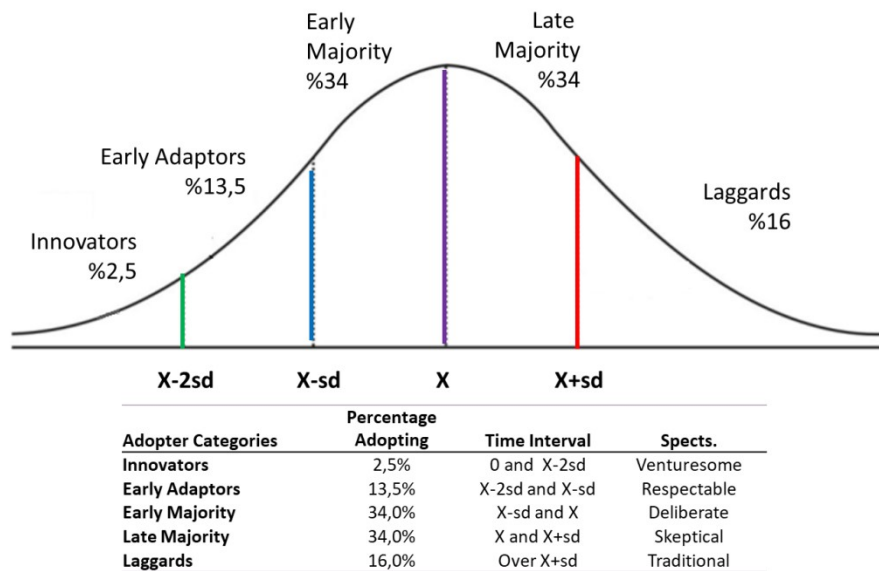 Early
Majority
%34
Late
Majority
%34
Early Adaptors
%13,5
Laggards
%16
Innovators
%2,5
X-2sd X-sd X X+sd
Adopter Categories Percentage Adopting Time Interval Spects.
Innovators 2,5% 0 and X-2sd Venturesome
Early Adaptors 13,5% X-2sd and X-sd Respectable
Early Majority 34,0% X-sd and X Deliberate
Late Majority 34,0% X and X+sd Skeptical
Laggards 16,0% Over X+sd Traditional